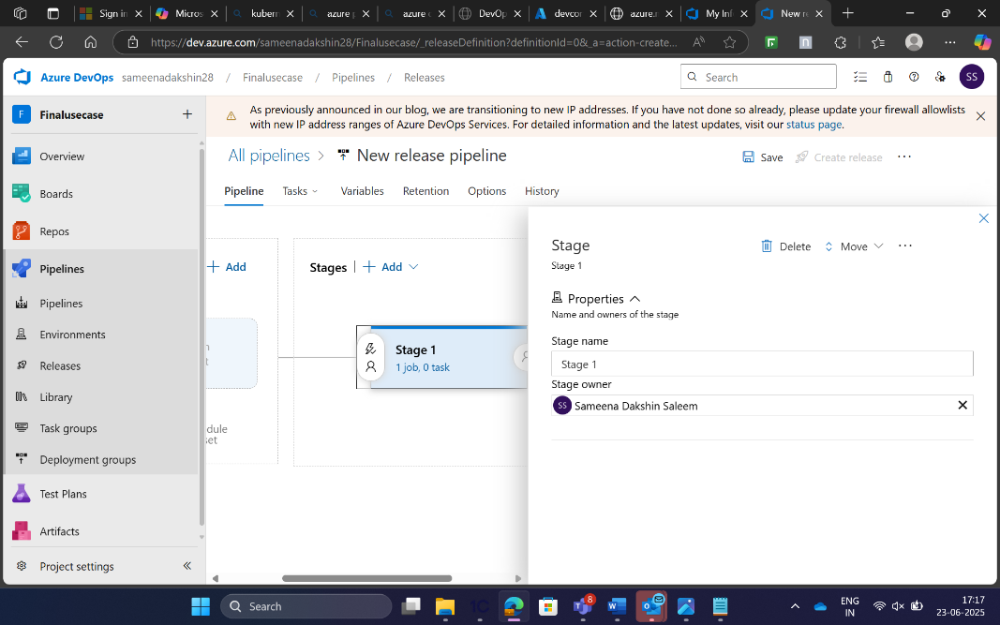 Sign in
Micros
kubern
azure p
azure c
DevOp
devcor
azure.m
My Inf
New re
https://dev.azure.com/sameenadakshin28/Finalusecase/_releaseDefinition?definitionId=0&_a=action-create...
Azure DevOps sameenadakshin28 / Finalusecase / Pipelines / Releases
Search
SS
F Finalusecase
As previously announced in our blog, we are transitioning to new IP addresses. If you have not done so already, please update your firewall allowlists
with new IP address ranges of Azure DevOps Services. For detailed information and the latest updates, visit our status page.
Overview
Boards
Repos
Pipelines
Pipelines
Environments
Releases
Library
Task groups
Deployment groups
Test Plans
Artifacts
Project settings
All pipelines > New release pipeline
Save
Create release
Pipeline Tasks Variables Retention Options History
Add
Stages | + Add
Stage 1
1 job, 0 task
dule
set
Stage
Stage 1
Delete
Move
Properties
Name and owners of the stage
Stage name
Stage 1
Stage owner
SS Sameena Dakshin Saleem
Search
8
ENG
IN
17:17
23-06-2025